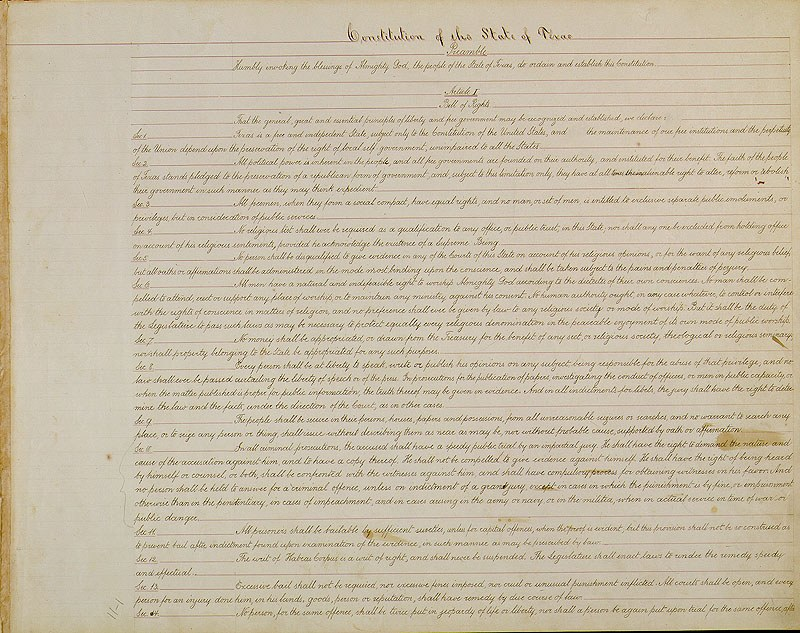 Constitution of the State of Texas
Preamble
Humbly invoking the blessings of Almighty God, the people of the State of Texas, do ordain and establish this Constitution.
Article I.
Bill of Rights
That the general, great and essential principles of liberty and free government may be recognized and established, we declare:
Sec 1 Texas is a free and independent State, subject only to the Constitution of the United States, and the maintenance of our free institutions and the perpetuity
of the Union depend upon the preservation of the right of local self government, unimpaired to all the States.
Sec 2. All political power is inherent in the people, and all free governments are founded on their authority, and instituted for their benefit. The faith of the people
of Texas stands pledged to the preservation of a republican form of government, and, subject to this limitation only, they have at all times the inalienable right to alter, reform or abolish
their government in such manner as they may think expedient.
Sec. 3 All freemen, when they form a social compact, have equal rights, and no man, or set of men, is entitled to exclusive separate public emoluments, or
privileges, but in consideration of public services.
Sec. 4. No religious test shall ever be required as a qualification to any office, or public trust, in this State; nor shall any one be excluded from holding office
on account of his religious sentiments, provided he acknowledge the existence of a Supreme Being.
Sec. 5 No person shall be disqualified to give evidence in any of the Courts of this State on account of his religious opinions, or for the want of any religious belief,
but all oaths or affirmations shall be administered in the mode most binding upon the conscience, and shall be taken subject to the pains and penalties of perjury.
Sec. 6 All men have a natural and indefeasible right to worship Almighty God according to the dictates of their own consciences. No man shall be com-
pelled to attend, erect or support any place of worship, or to maintain any ministry against his consent. No human authority ought, in any case whatever, to control or interfere
with the rights of conscience in matters of religion, and no preference shall ever be given by law to any religious society or mode of worship. But it shall be the duty of
the Legislature to pass such laws as may be necessary to protect equally every religious denomination in the peaceable enjoyment of its own mode of public worship.
Sec. 7 No money shall be appropriated, or drawn from the Treasury for the benefit of any sect, or religious society, theological or religious seminary;
nor shall property belonging to the State be appropriated for any such purposes.
Sec. 8 Every person shall be at liberty to speak, write or publish his opinions on any subject, being responsible for the abuse of that privilege; and no
law shall ever be passed curtailing the liberty of speech or of the press. In prosecutions for the publication of papers, investigating the conduct of officers, or men in public capacity, or
when the matter published is proper for public information, the truth thereof may be given in evidence. And in all indictments for libels, the jury shall have the right to deter-
mine the law and the facts, under the direction of the Court, as in other cases.
Sec. 9 The people shall be secure in their persons, houses, papers and possessions, from all unreasonable seizures or searches, and no warrant to search any
place, or to seize any person or thing, shall issue without describing them as near as may be, nor without probable cause, supported by oath or affirmation.
Sec. 10 In all criminal prosecutions, the accused shall have a speedy public trial by an impartial jury. He shall have the right to demand the nature and
cause of the accusation against him, and to have a copy thereof. He shall not be compelled to give evidence against himself. He shall have the right of being heard
by himself or counsel, or both, shall be confronted with the witnesses against him and shall have compulsory process for obtaining witnesses in his favor. And
no person shall be held to answer for a criminal offense, unless on indictment of a grand jury, except in cases in which the punishment is by fine, or imprisonment
otherwise than in the penitentiary, in cases of impeachment, and in cases arising in the army or navy, or in the militia, when in actual service in time of war or
public danger.
Sec. 11. All prisoners shall be bailable by sufficient sureties, unless for capital offences, when the proof is evident; but this provision shall not be so construed as
to prevent bail after indictment found upon examination of the evidence, in such manner as may be prescribed by law.
Sec. 12. The writ of Habeas Corpus is a writ of right, and shall never be suspended. The Legislature shall enact laws to render the remedy speedy
and effectual.
Sec. 13. Excessive bail shall not be required, nor excessive fines imposed, nor cruel or unusual punishment inflicted. All courts shall be open, and every
person for an injury done him, in his lands, goods, person or reputation, shall have remedy by due course of law.
Sec. 14. No person, for the same offence, shall be twice put in jeopardy of life or liberty; nor shall a person be again put upon trial for the same offence, after
11-1